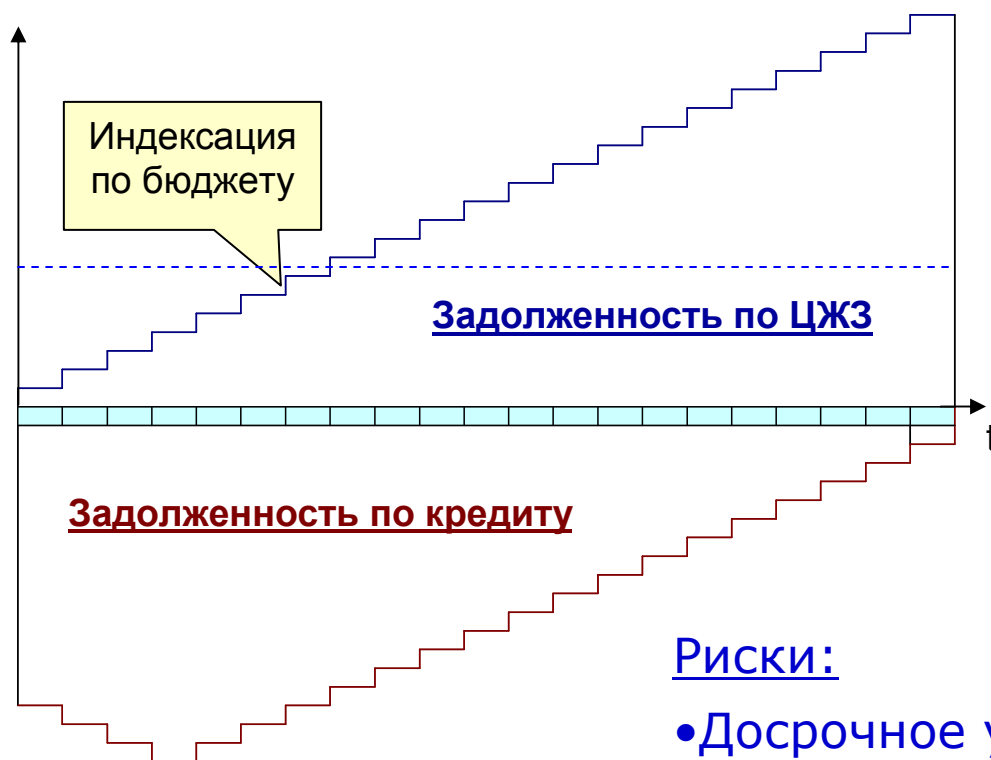 Индексация
по бюджету
Задолженность по ЦЖЗ
t
Задолженность по кредиту
Риски:
•Досрочное